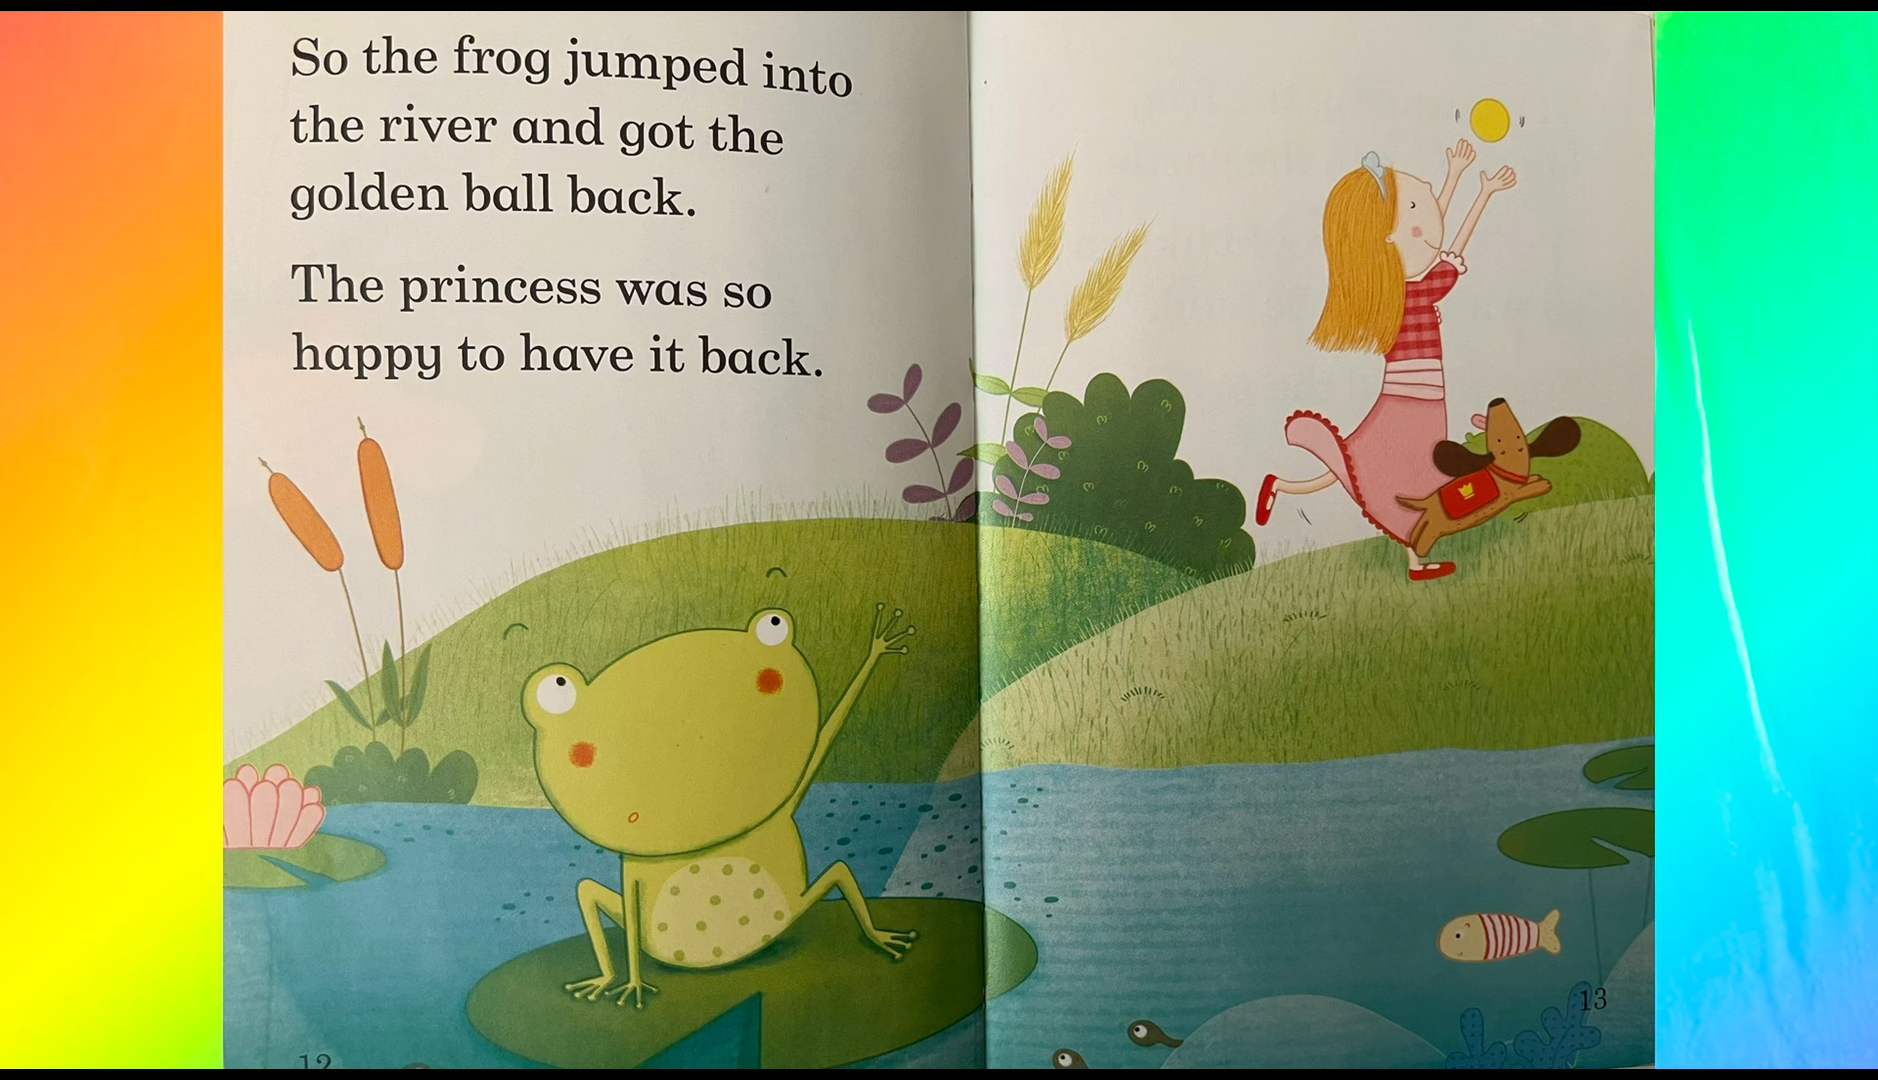 So the frog jumped into
the river and got the
golden ball back.
The princess was so
happy to have it back.
12
13